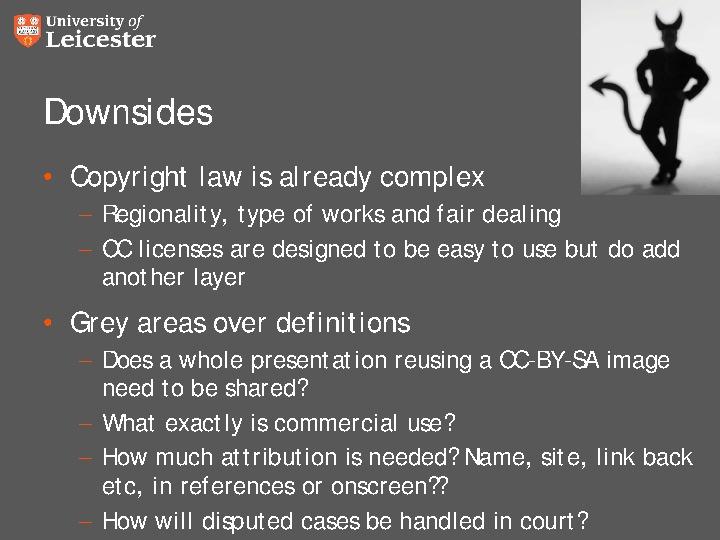 University of
Leicester
Downsides
• Copyright law is already complex
– Regionality, type of works and fair dealing
– CC licenses are designed to be easy to use but do add
another layer
• Grey areas over definitions
– Does a whole presentation reusing a CC-BY-SA image
need to be shared?
– What exactly is commercial use?
– How much attribution is needed? Name, site, link back
etc, in references or onscreen??
– How will disputed cases be handled in court?